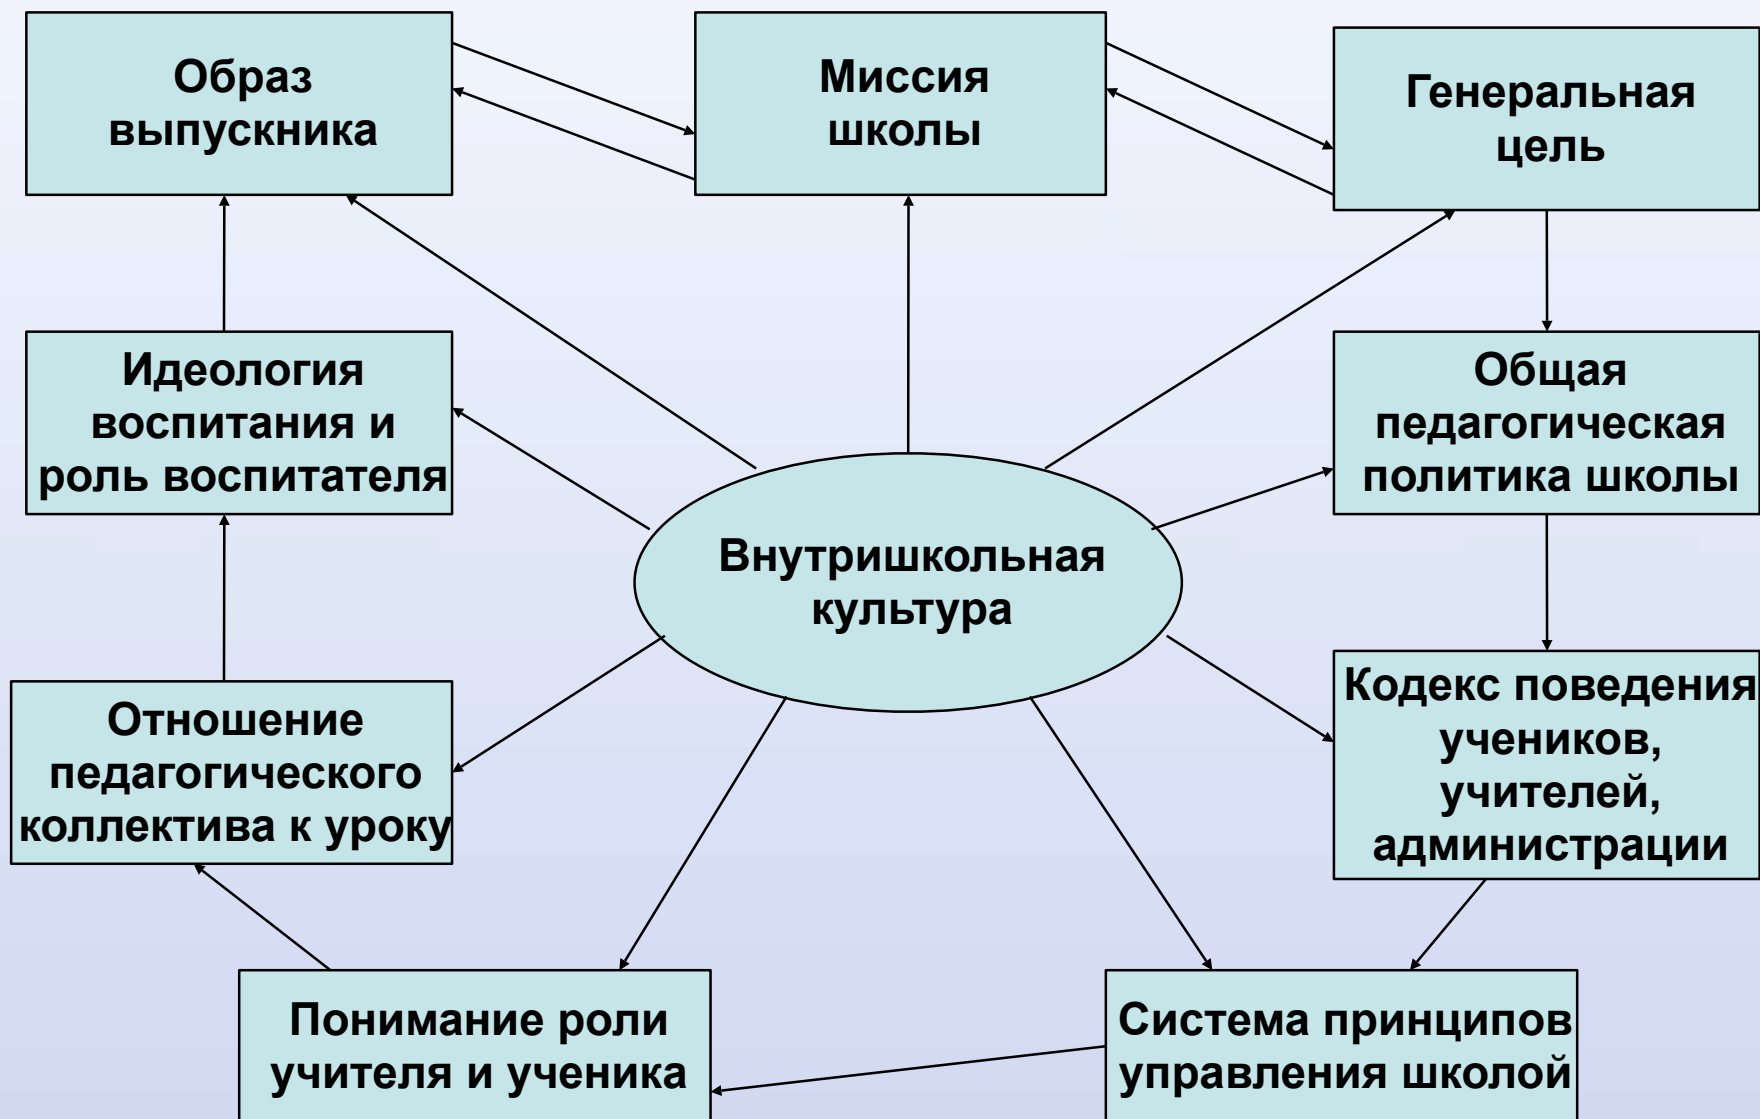 Образ
выпускника
Миссия
школы
Генеральная
цель
Идеология
воспитания и
роль воспитателя
Общая
педагогическая
политика школы
Внутришкольная
культура
Отношение
педагогического
коллектива к уроку
Кодекс поведения
учеников,
учителей,
администрации
Понимание роли
учителя и ученика
Система принципов
управления школой